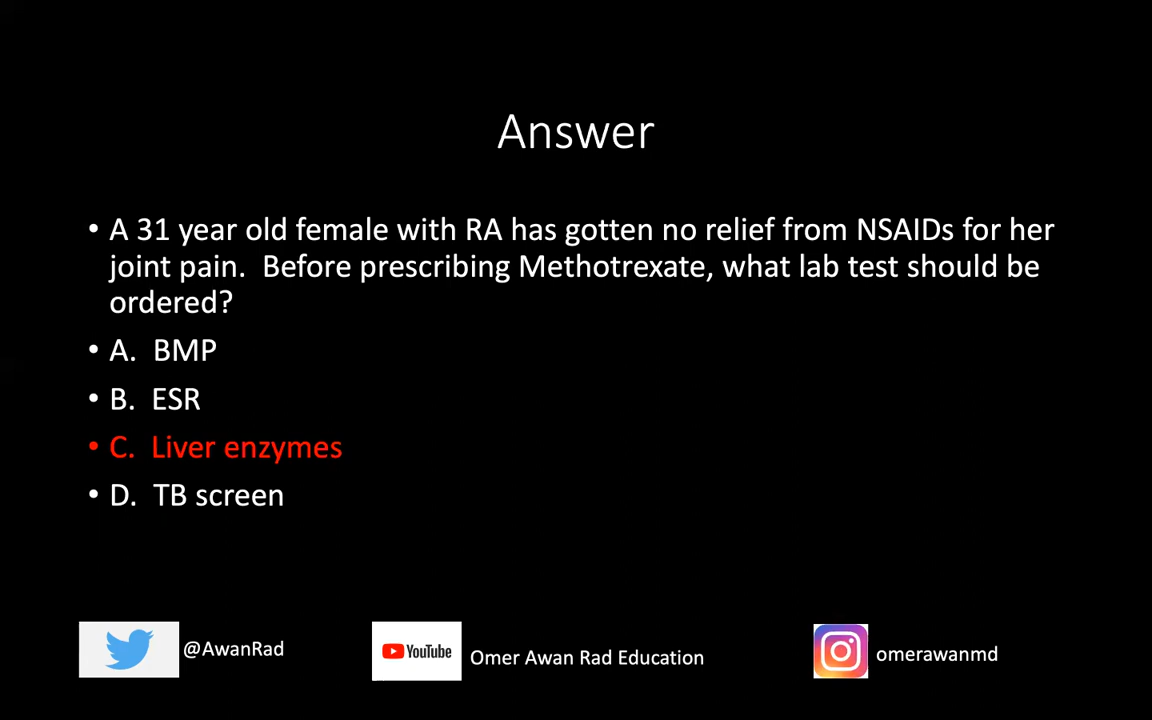 Answer
• A 31 year old female with RA has gotten no relief from NSAIDs for her
joint pain.  Before prescribing Methotrexate, what lab test should be
ordered?
• A.  BMP
• B.  ESR
• C.  Liver enzymes
• D.  TB screen
@AwanRad
YouTube
Omer Awan Rad Education
omerawanmd